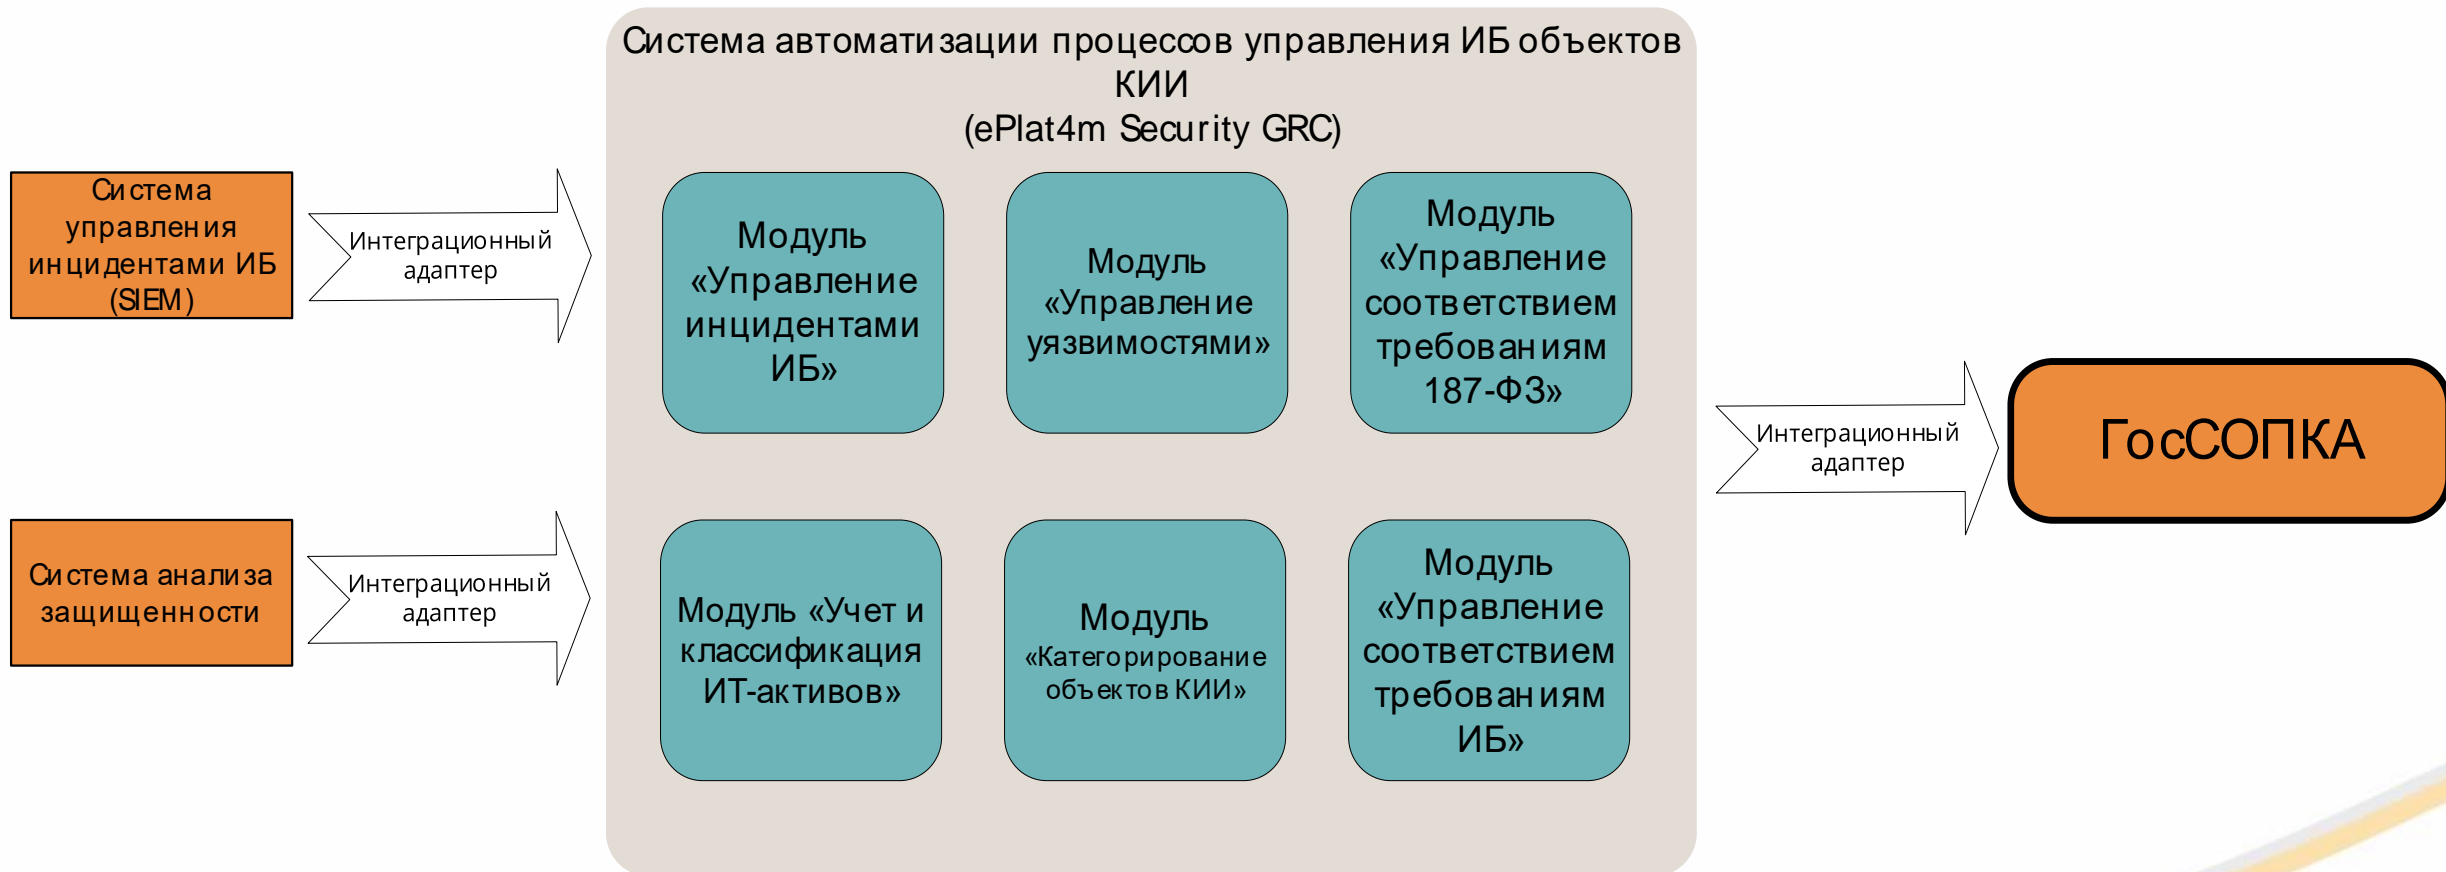 Система автоматизации процессов управления ИБ объектов
КИИ
(ePlat4m Security GRC)
Система
управления
инцидентами ИБ
(SIEM)
Интеграционный
адаптер
Модуль
«Управление
инцидентами
ИБ»
Модуль
«Управление
уязвимостями»
Модуль
«Управление
соответствием
требованиям
187-ФЗ»
Интеграционный
адаптер
ГосСОПКА
Система анализа
защищенности
Интеграционный
адаптер
Модуль «Учет и
классификация
ИТ-активов»
Модуль
«Категорирование
объектов КИИ»
Модуль
«Управление
соответствием
требованиям
ИБ»